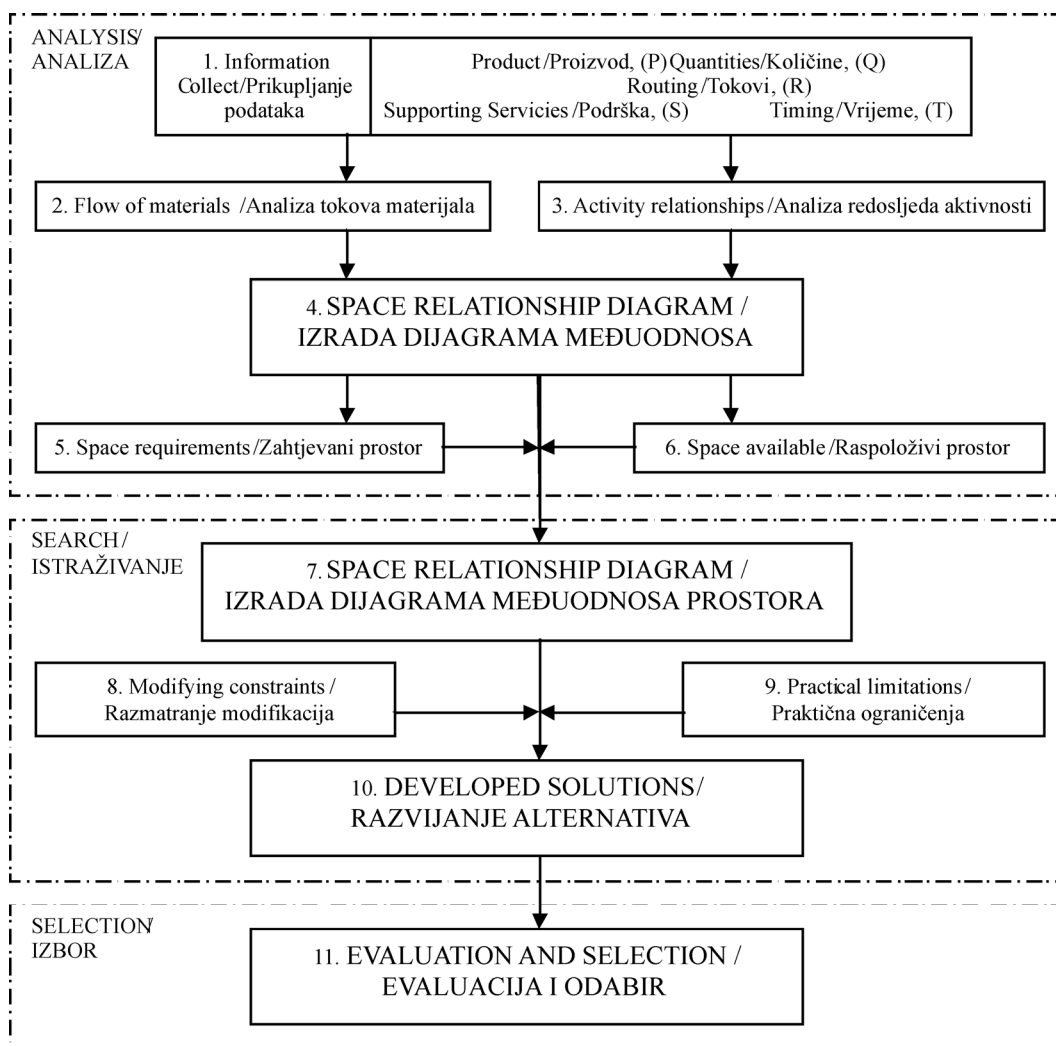 ANALYSIS/
ANALIZA
1. Information
Collect/Prikupljanje
podataka
Product/Proizvod, (P) Quantities/Količine, (Q)
Routing/Tokovi, (R)
Supporting Servicies/Podrška, (S) Timing/Vrijeme, (T)
2. Flow of materials /Analiza tokova materijala
3. Activity relationships/Analiza redosljeda aktivnosti
4. SPACE RELATIONSHIP DIAGRAM /
IZRADA DIJAGRAMA MEĐUODNOSA
5. Space requirements/Zahtjevani prostor
6. Space available/Raspoloživi prostor
SEARCH/
ISTRAŽIVANJE
7. SPACE RELATIONSHIP DIAGRAM /
IZRADA DIJAGRAMA MEĐUODNOSA PROSTORA
8. Modifying constraints/
Razmatranje modifikacija
9. Practical limitations/
Praktična ograničenja
10. DEVELOPED SOLUTIONS/
RAZVIJANJE ALTERNATIVA
SELECTION/
IZBOR
11. EVALUATION AND SELECTION /
EVALUACIJA I ODABIR